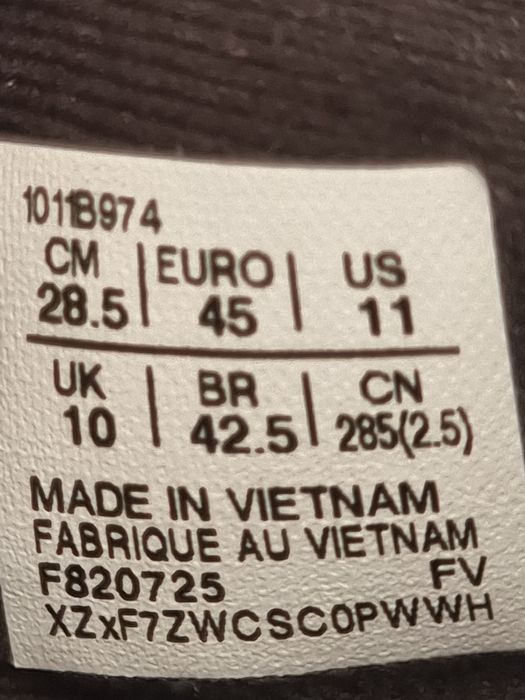 1011B974
CM | EURO | US
28.5 | 45 | 11
UK | BR | CN
10 | 42.5 | 285(2.5)
MADE IN VIETNAM
FABRIQUE AU VIETNAM
F820725 FV
XZxF7ZWCSC0PWWH